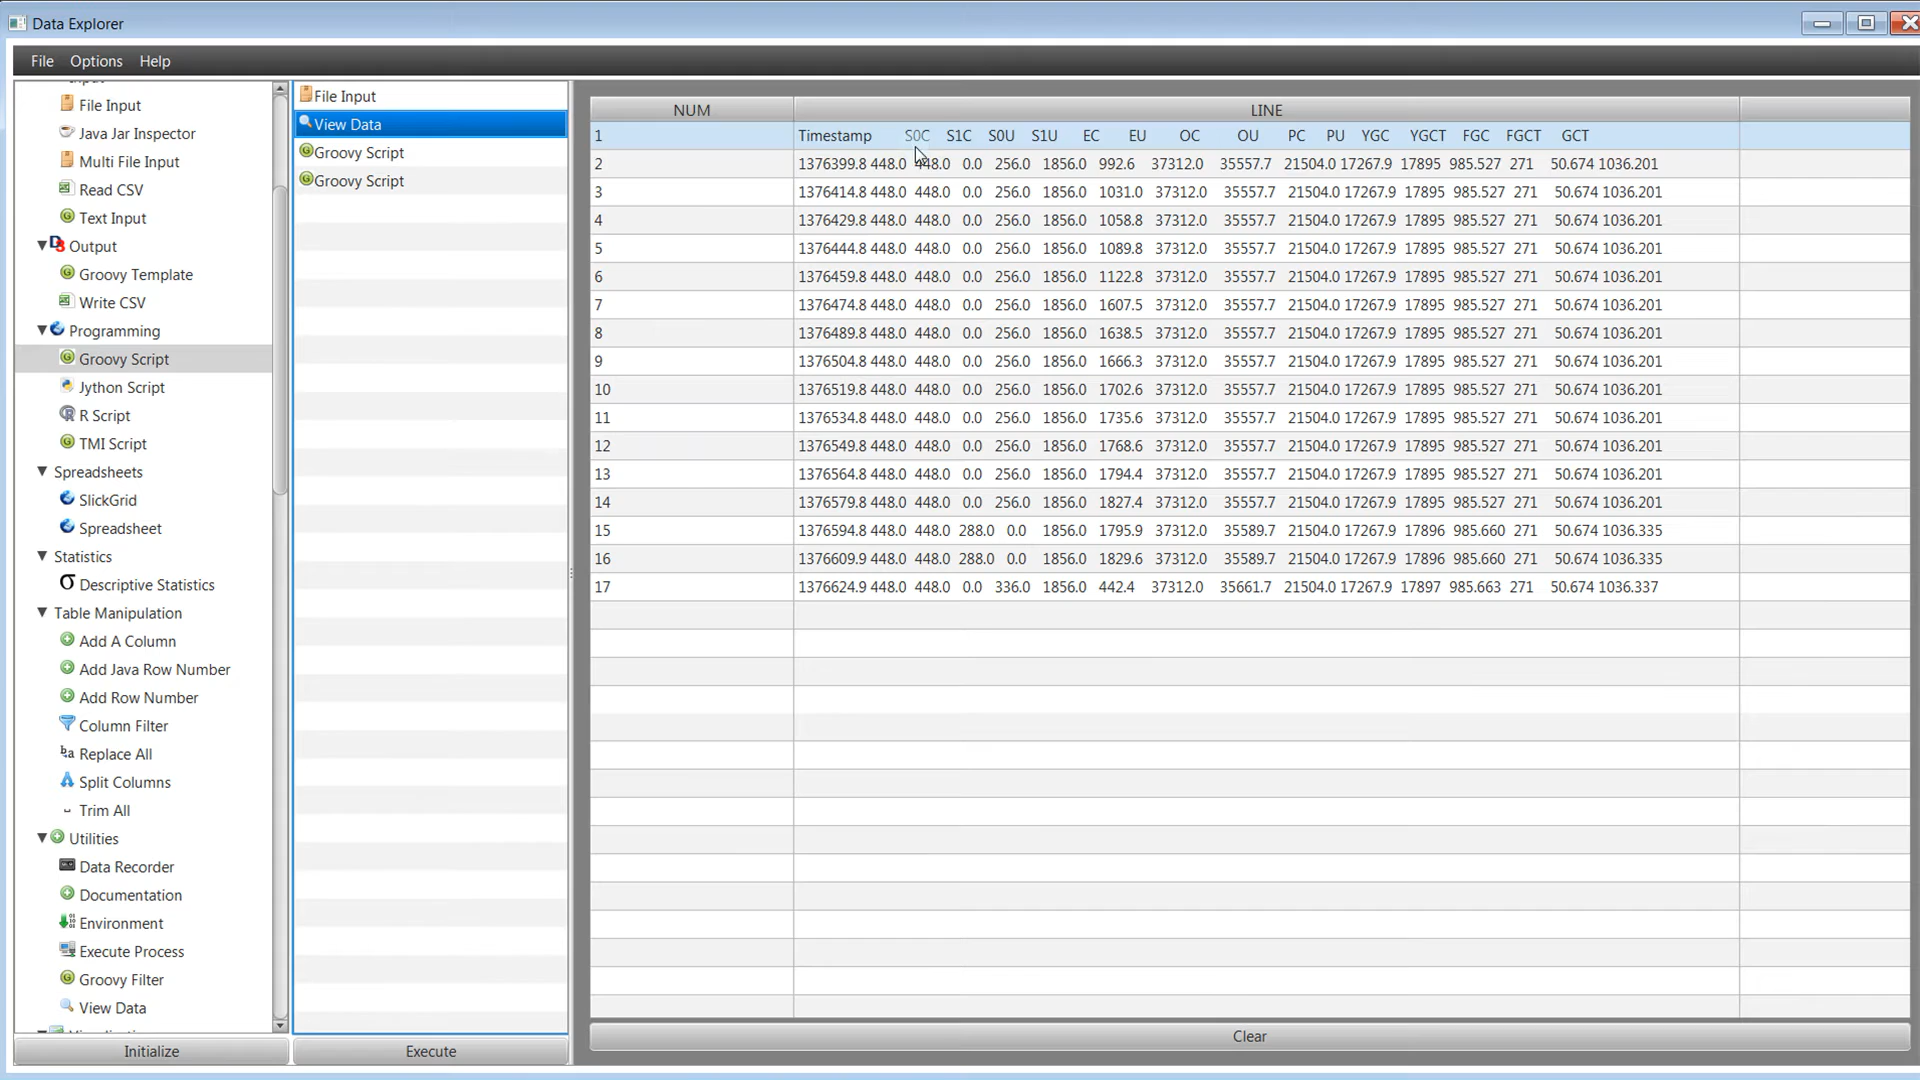 Data Explorer
File Options Help
File Input
Java Jar Inspector
Multi File Input
Read CSV
Text Input
Output
Groovy Template
Write CSV
Programming
Groovy Script
Jython Script
R Script
TMI Script
Spreadsheets
SlickGrid
Spreadsheet
Statistics
Descriptive Statistics
Table Manipulation
Add A Column
Add Java Row Number
Add Row Number
Column Filter
Replace All
Split Columns
Trim All
Utilities
Data Recorder
Documentation
Environment
Execute Process
Groovy Filter
View Data
Initialize
File Input
View Data
Groovy Script
Groovy Script
Execute
NUM LINE
1 Timestamp S0C S1C S0U S1U EC EU OC OU PC PU YGC YGCT FGC FGCT GCT
2 1376399.8 448.0 448.0 0.0 256.0 1856.0 992.6 37312.0 35557.7 21504.0 17267.9 17895 985.527 271 50.674 1036.201
3 1376414.8 448.0 448.0 0.0 256.0 1856.0 1031.0 37312.0 35557.7 21504.0 17267.9 17895 985.527 271 50.674 1036.201
4 1376429.8 448.0 448.0 0.0 256.0 1856.0 1058.8 37312.0 35557.7 21504.0 17267.9 17895 985.527 271 50.674 1036.201
5 1376444.8 448.0 448.0 0.0 256.0 1856.0 1089.8 37312.0 35557.7 21504.0 17267.9 17895 985.527 271 50.674 1036.201
6 1376459.8 448.0 448.0 0.0 256.0 1856.0 1122.8 37312.0 35557.7 21504.0 17267.9 17895 985.527 271 50.674 1036.201
7 1376474.8 448.0 448.0 0.0 256.0 1856.0 1607.5 37312.0 35557.7 21504.0 17267.9 17895 985.527 271 50.674 1036.201
8 1376489.8 448.0 448.0 0.0 256.0 1856.0 1638.5 37312.0 35557.7 21504.0 17267.9 17895 985.527 271 50.674 1036.201
9 1376504.8 448.0 448.0 0.0 256.0 1856.0 1666.3 37312.0 35557.7 21504.0 17267.9 17895 985.527 271 50.674 1036.201
10 1376519.8 448.0 448.0 0.0 256.0 1856.0 1702.6 37312.0 35557.7 21504.0 17267.9 17895 985.527 271 50.674 1036.201
11 1376534.8 448.0 448.0 0.0 256.0 1856.0 1735.6 37312.0 35557.7 21504.0 17267.9 17895 985.527 271 50.674 1036.201
12 1376549.8 448.0 448.0 0.0 256.0 1856.0 1768.6 37312.0 35557.7 21504.0 17267.9 17895 985.527 271 50.674 1036.201
13 1376564.8 448.0 448.0 0.0 256.0 1856.0 1794.4 37312.0 35557.7 21504.0 17267.9 17895 985.527 271 50.674 1036.201
14 1376579.8 448.0 448.0 0.0 256.0 1856.0 1827.4 37312.0 35557.7 21504.0 17267.9 17895 985.527 271 50.674 1036.201
15 1376594.8 448.0 448.0 288.0 0.0 1856.0 1795.9 37312.0 35589.7 21504.0 17267.9 17896 985.660 271 50.674 1036.335
16 1376609.9 448.0 448.0 288.0 0.0 1856.0 1829.6 37312.0 35589.7 21504.0 17267.9 17896 985.660 271 50.674 1036.335
17 1376624.9 448.0 448.0 0.0 336.0 1856.0 442.4 37312.0 35661.7 21504.0 17267.9 17897 985.663 271 50.674 1036.337
Clear